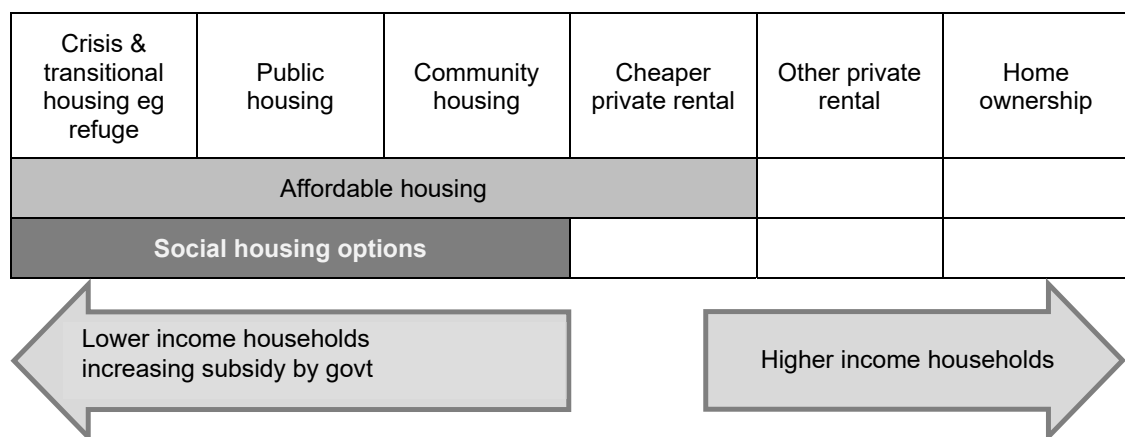 Crisis &
transitional
housing eg
refuge
Public
housing
Community
housing
Cheaper
private rental
Other private
rental
Home
ownership
Affordable housing
Social housing options
Lower income households
increasing subsidy by govt
Higher income households